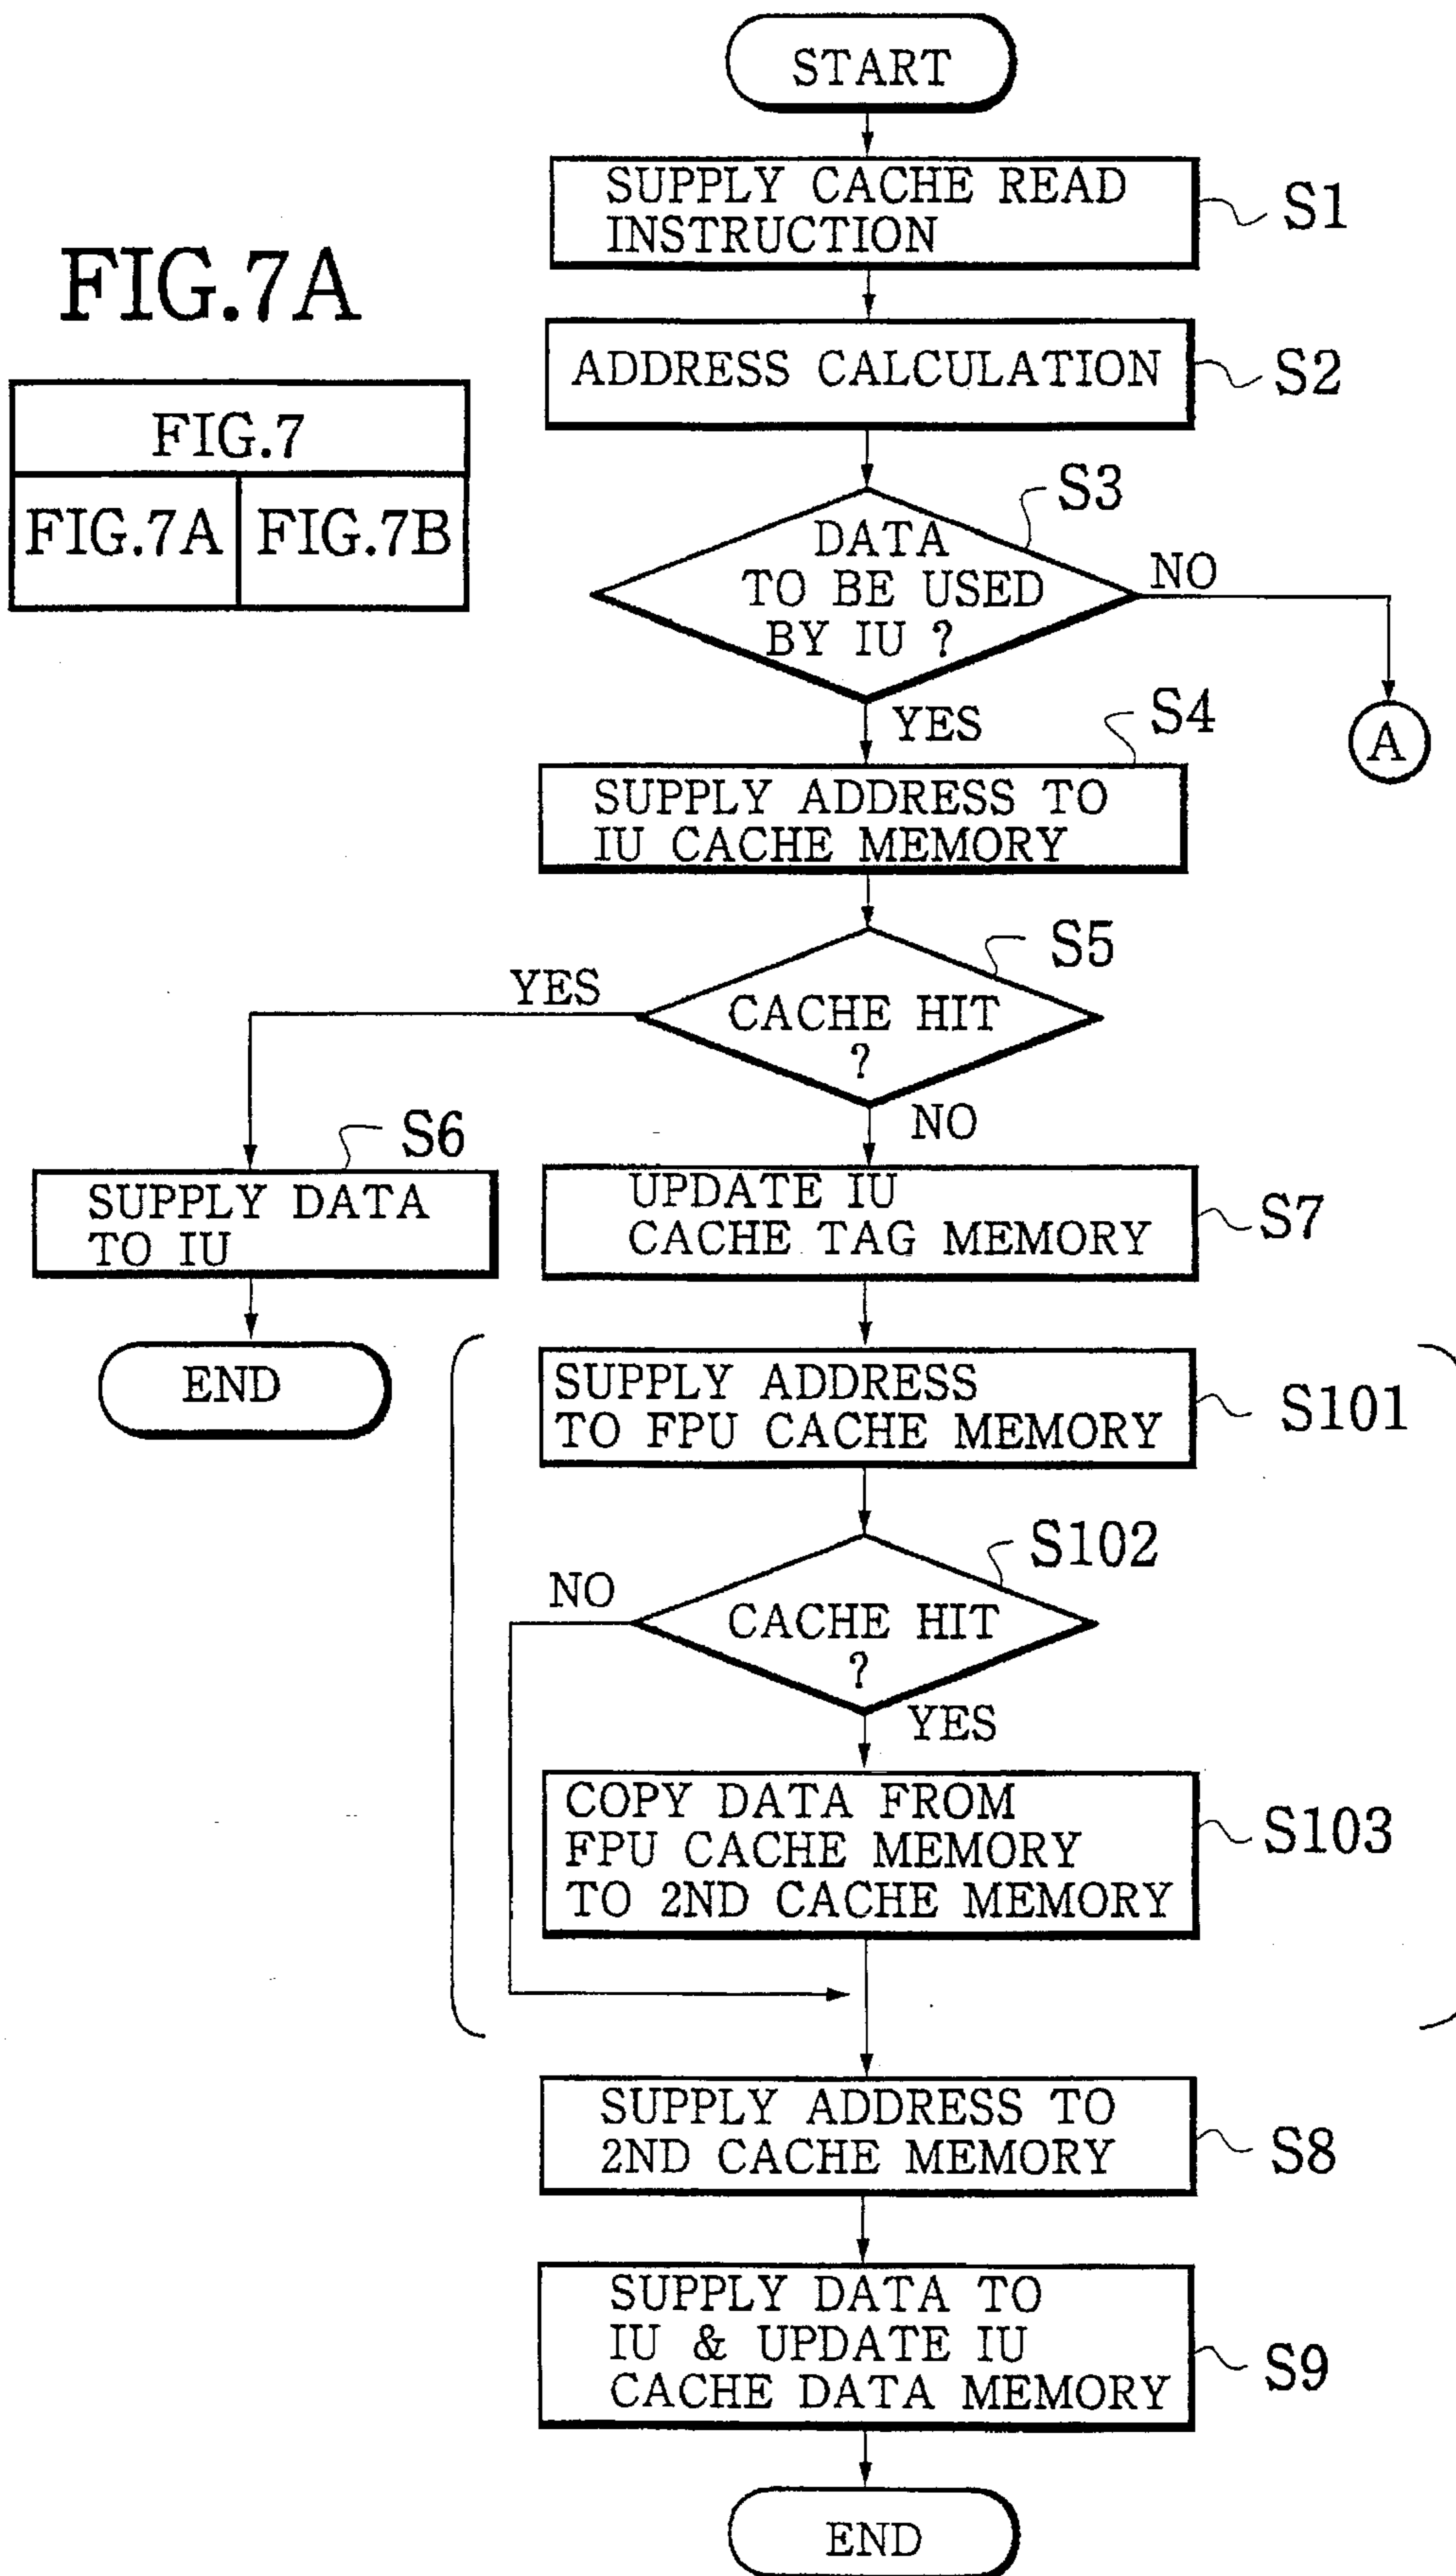 START
SUPPLY CACHE READ
INSTRUCTION
S1
FIG.7A
FIG.7
FIG.7A
FIG.7B
ADDRESS CALCULATION
S2
S3
DATA
TO BE USED
BY IU ?
NO
A
YES
S4
SUPPLY ADDRESS TO
IU CACHE MEMORY
S5
CACHE HIT
?
YES
NO
S6
SUPPLY DATA
TO IU
END
UPDATE IU
CACHE TAG MEMORY
S7
SUPPLY ADDRESS
TO FPU CACHE MEMORY
S101
S102
CACHE HIT
?
NO
YES
COPY DATA FROM
FPU CACHE MEMORY
TO 2ND CACHE MEMORY
S103
SUPPLY ADDRESS TO
2ND CACHE MEMORY
S8
SUPPLY DATA TO
IU & UPDATE IU
CACHE DATA MEMORY
S9
END